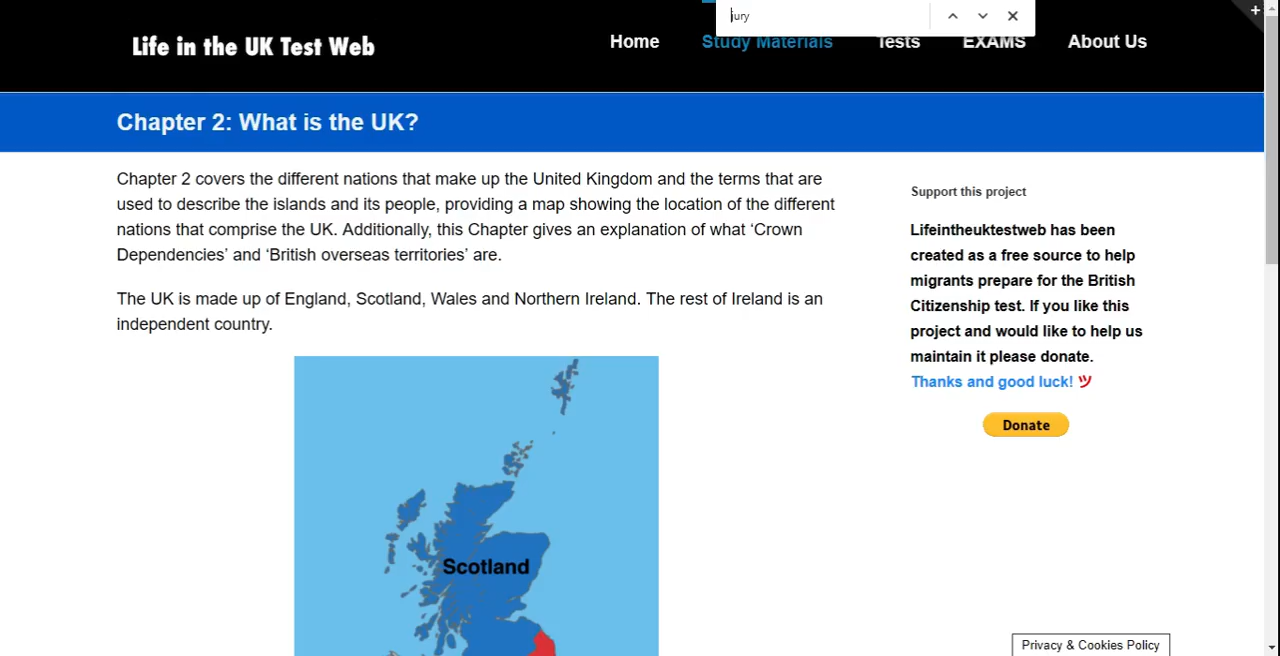 jury
Life in the UK Test Web
Home Study Materials Tests EXAMS About Us
Chapter 2: What is the UK?
Chapter 2 covers the different nations that make up the United Kingdom and the terms that are
used to describe the islands and its people, providing a map showing the location of the different
nations that comprise the UK. Additionally, this Chapter gives an explanation of what ‘Crown
Dependencies’ and ‘British overseas territories’ are.
The UK is made up of England, Scotland, Wales and Northern Ireland. The rest of Ireland is an
independent country.
Scotland
Support this project
Lifeintheuktestweb has been
created as a free source to help
migrants prepare for the British
Citizenship test. If you like this
project and would like to help us
maintain it please donate.
Thanks and good luck! ツ
Donate
Privacy & Cookies Policy